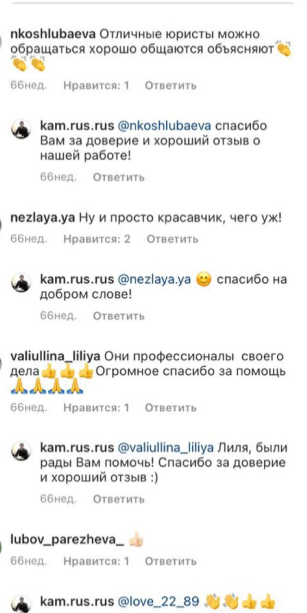 nkoshlubaeva Отличные юристы можно
обращаться хорошо общаются объясняют👏
👏👏
66нед. Нравится: 1 Ответить
kam.rus.rus @nkoshlubaeva спасибо
Вам за доверие и хороший отзыв о
нашей работе!
66нед. Ответить
nezlaya.ya Ну и просто красавчик, чего уж!
66нед. Нравится: 2 Ответить
kam.rus.rus @nezlaya.ya 😊 спасибо на
добром слове!
66нед. Ответить
valiullina_liliya Они профессионалы своего
дела👍👍👍Огромное спасибо за помощь
🙏🙏🙏🙏
66нед. Нравится: 1 Ответить
kam.rus.rus @valiullina_liliya Лиля, были
рады Вам помочь! Спасибо за доверие
и хороший отзыв :)
66нед. Ответить
lubov_parezheva_ 👍🏻
66нед. Нравится: 1 Ответить
kam.rus.rus @love_22_89 👏👏👍👍